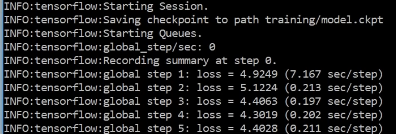 INFO:tensorflow:Starting Session.
INFO:tensorflow:Saving checkpoint to path training/model.ckpt
INFO:tensorflow:Starting Queues.
INFO:tensorflow:global_step/sec: 0
INFO:tensorflow:Recording summary at step 0.
INFO:tensorflow:global step 1: loss = 4.9249 (7.167 sec/step)
INFO:tensorflow:global step 2: loss = 5.1224 (0.213 sec/step)
INFO:tensorflow:global step 3: loss = 4.4063 (0.197 sec/step)
INFO:tensorflow:global step 4: loss = 4.3019 (0.202 sec/step)
INFO:tensorflow:global step 5: loss = 4.4028 (0.211 sec/step)